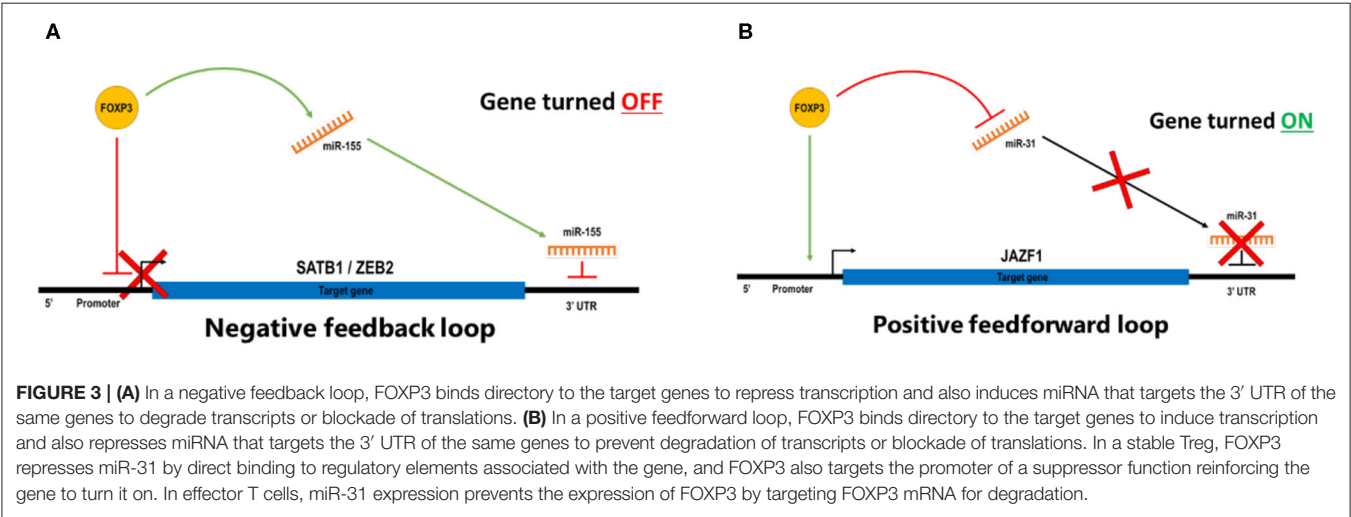 A
FOXP3
miR-155
Gene turned OFF
miR-155
SATB1 / ZEB2
Target gene
5' Promoter 3' UTR
Negative feedback loop
B
FOXP3
miR-31
Gene turned ON
miR-31
JAZF1
Target gene
5' Promoter 3' UTR
Positive feedforward loop
FIGURE 3 | (A) In a negative feedback loop, FOXP3 binds directory to the target genes to repress transcription and also induces miRNA that targets the 3′ UTR of the
same genes to degrade transcripts or blockade of translations. (B) In a positive feedforward loop, FOXP3 binds directory to the target genes to induce transcription
and also represses miRNA that targets the 3′ UTR of the same genes to prevent degradation of transcripts or blockade of translations. In a stable Treg, FOXP3
represses miR-31 by direct binding to regulatory elements associated with the gene, and FOXP3 also targets the promoter of a suppressor function reinforcing the
gene to turn it on. In effector T cells, miR-31 expression prevents the expression of FOXP3 by targeting FOXP3 mRNA for degradation.